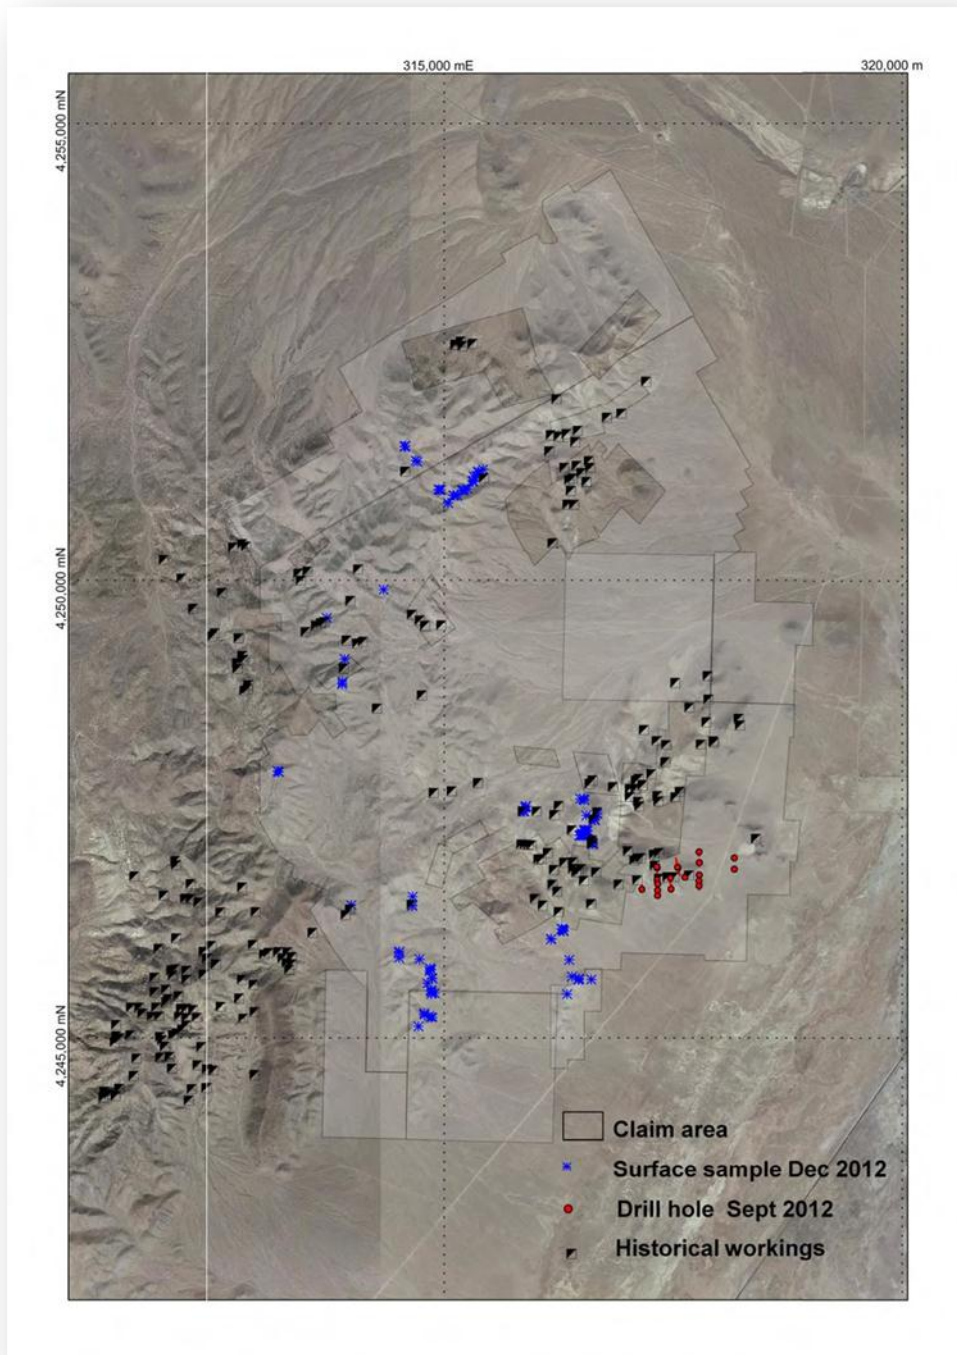 315,000 mE
320,000 m
4,255,000 mN
4,250,000 mN
4,245,000 mN
Claim area
Surface sample Dec 2012
Drill hole Sept 2012
Historical workings